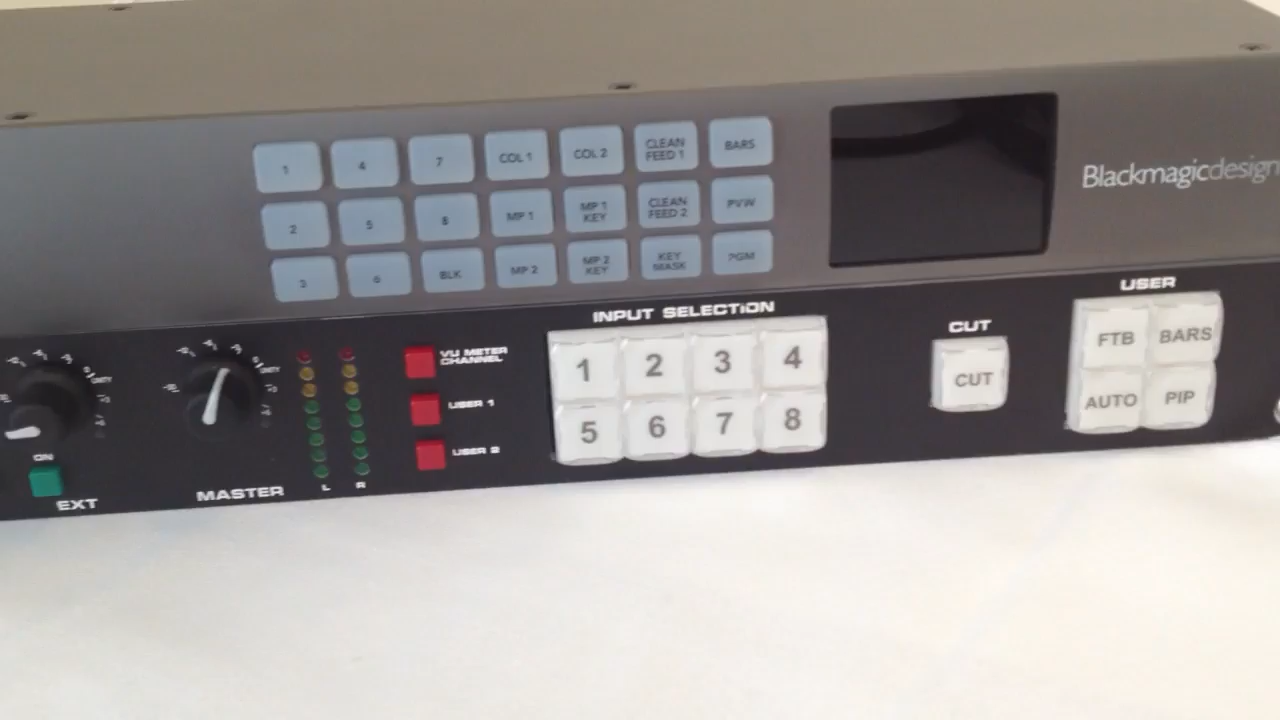 1 4 7 COL 1 COL 2 CLEAN FEED 1 BARS
2 5 8 MP 1 MP 1 KEY CLEAN FEED 2 PVW
3 6 BLK MP 2 MP 2 KEY KEY MASK PGM
Blackmagicdesign
INPUT SELECTION
1 2 3 4
5 6 7 8
CUT
CUT
USER
FTB BARS
AUTO PIP
VU METER
CHANNEL
USER 1
USER 2
ON
EXT
MASTER
L R